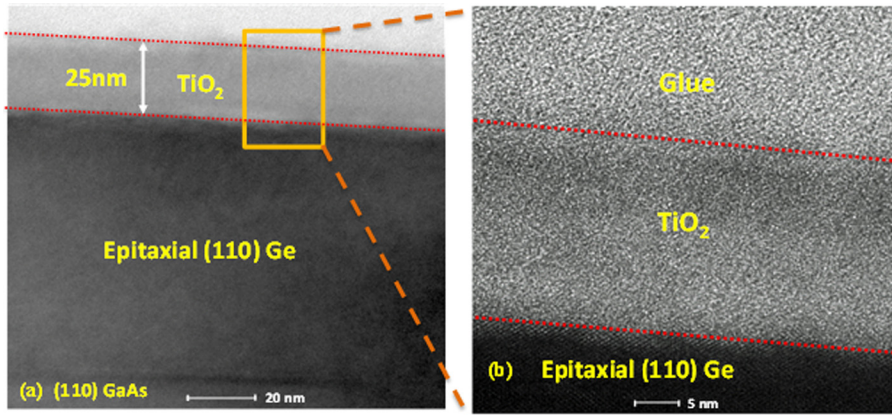 25nm
TiO₂
Epitaxial (110) Ge
(a) (110) GaAs
20 nm
Glue
TiO₂
(b) Epitaxial (110) Ge
5 nm